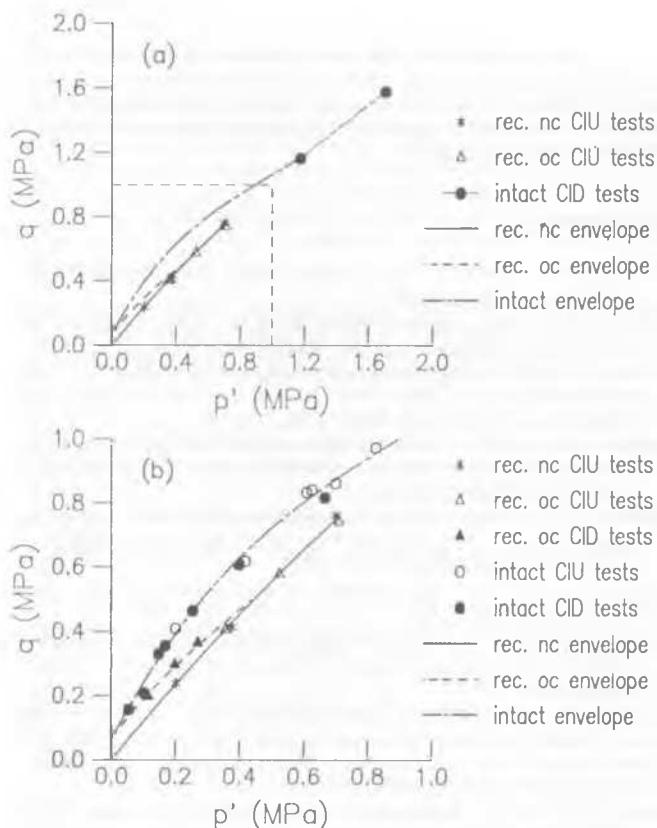 (a)
2.0
1.6
1.2
0.8
0.4
0.0
q (MPa)
0.0 0.4 0.8 1.2 1.6 2.0
p' (MPa)
rec. nc CIU tests
rec. oc CIU tests
intact CID tests
rec. nc envelope
rec. oc envelope
intact envelope
(b)
1.0
0.8
0.6
0.4
0.2
0.0
q (MPa)
0.0 0.2 0.4 0.6 0.8 1.0
p' (MPa)
rec. nc CIU tests
rec. oc CIU tests
rec. oc CID tests
intact CIU tests
intact CID tests
rec. nc envelope
rec. oc envelope
intact envelope